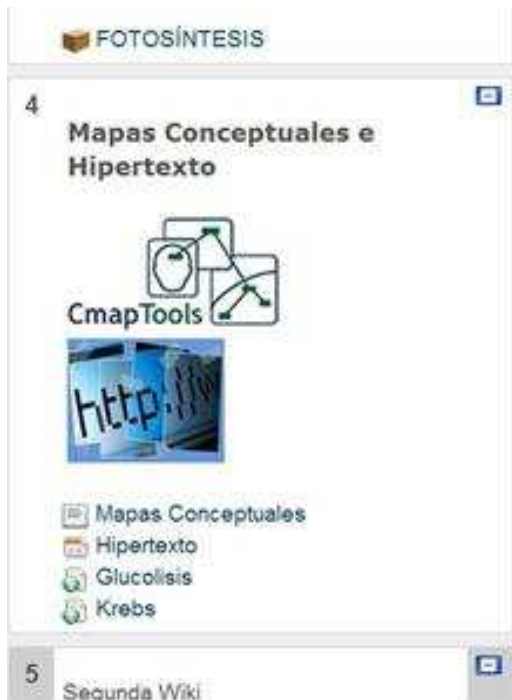 FOTOSÍNTESIS
4
Mapas Conceptuales e
Hipertexto
CmapTools
http://w
Mapas Conceptuales
Hipertexto
Glucolisis
Krebs
5
Segunda Wiki